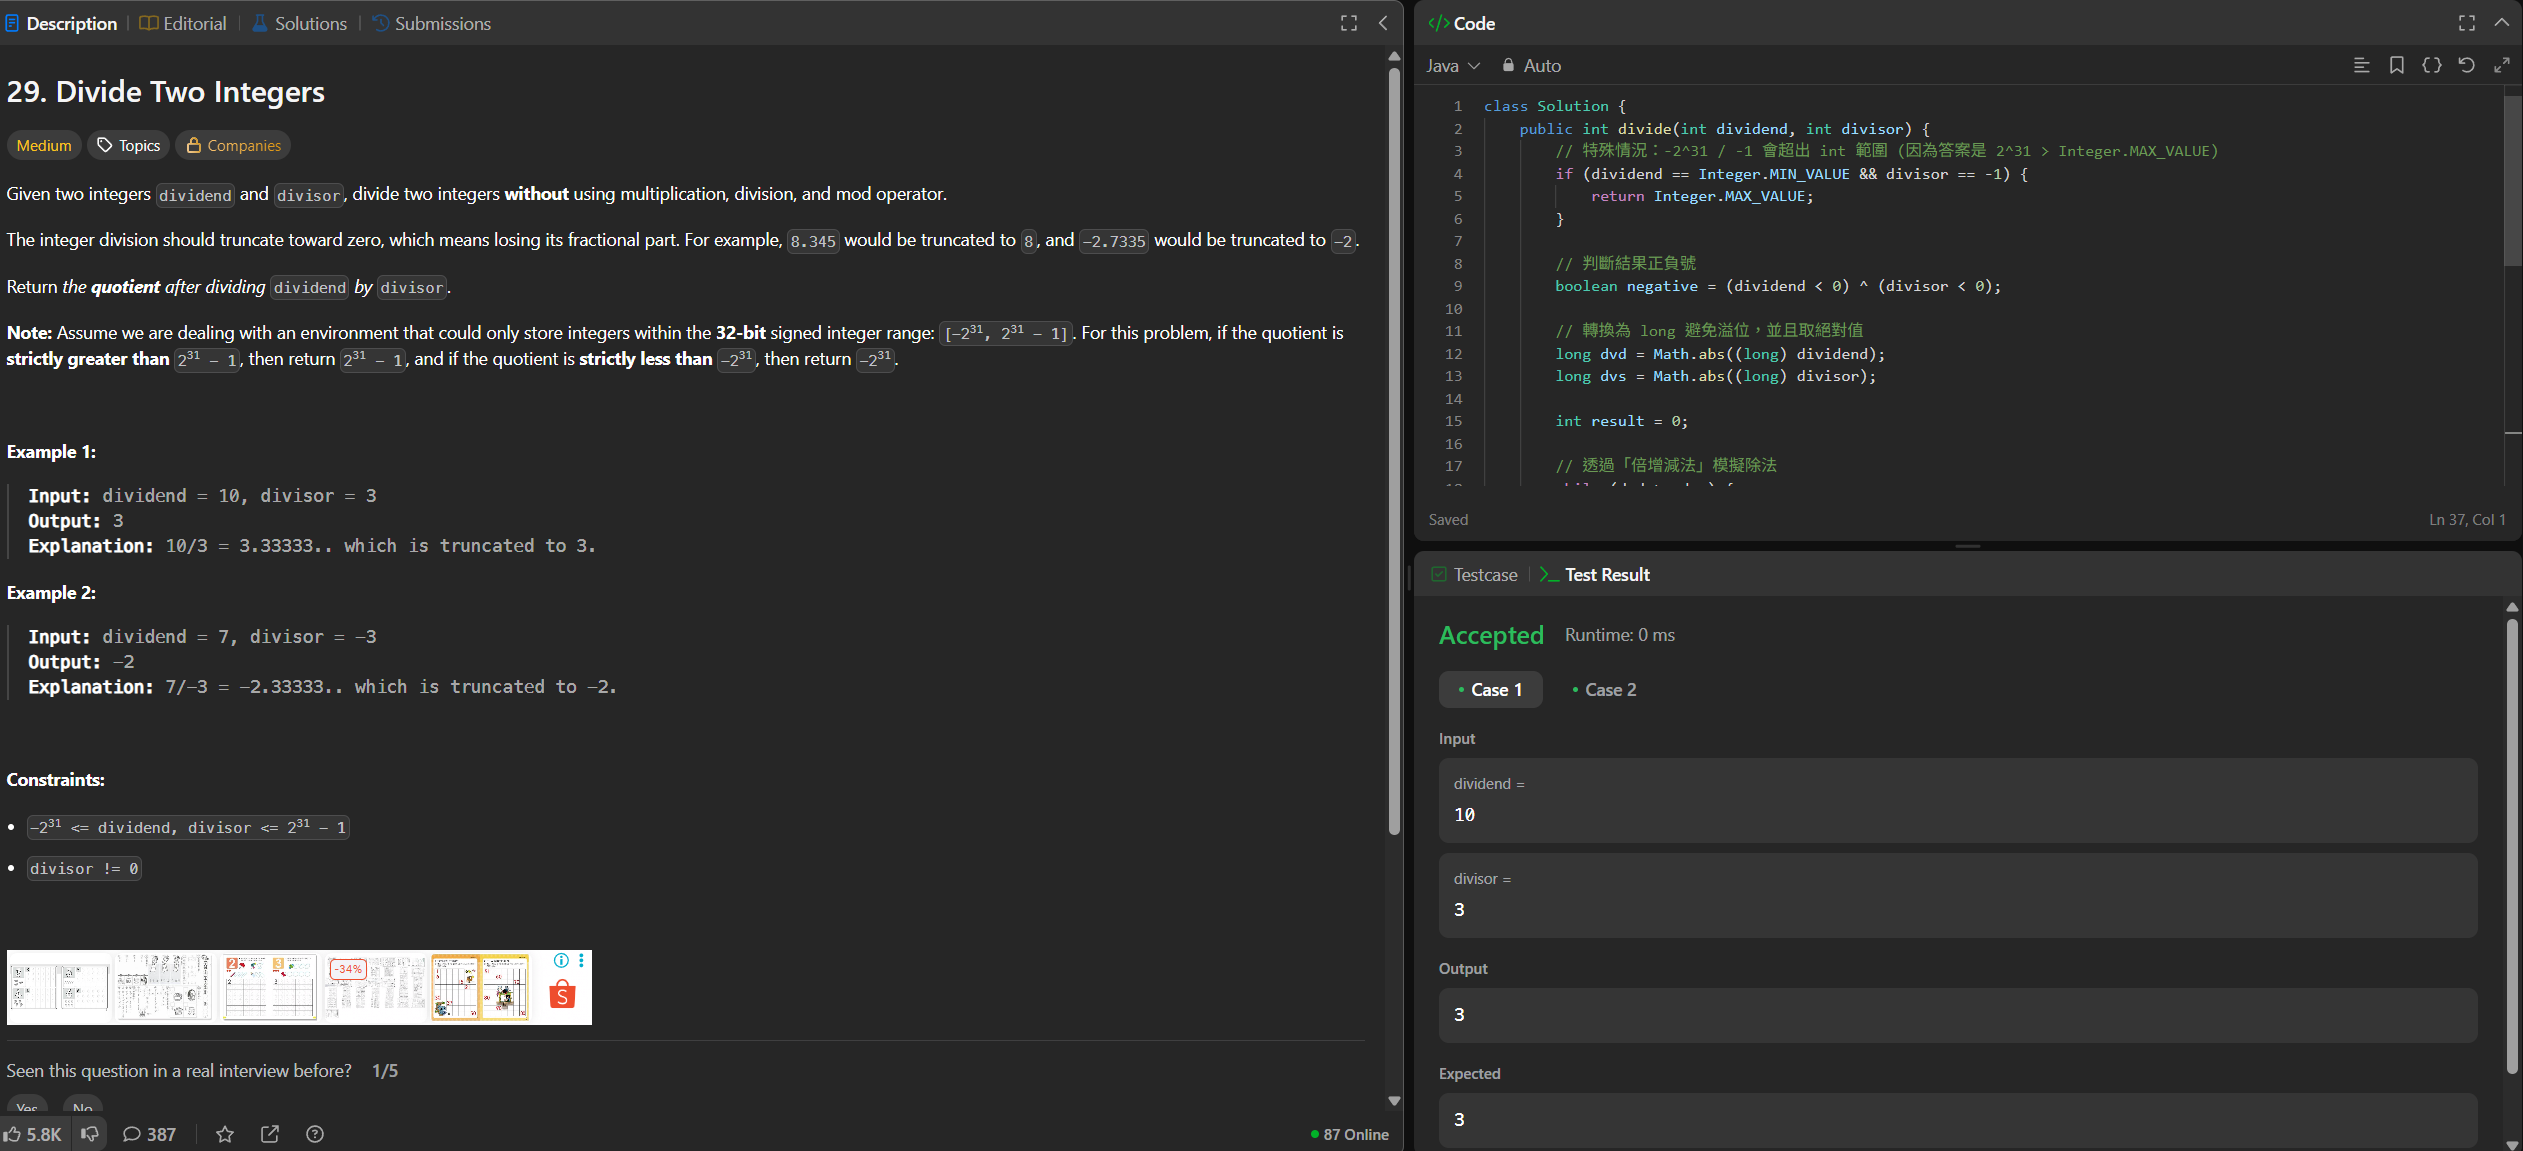 Description | Editorial | Solutions | Submissions
29. Divide Two Integers
Medium Topics Companies
Given two integers dividend and divisor, divide two integers without using multiplication, division, and mod operator.
The integer division should truncate toward zero, which means losing its fractional part. For example, 8.345 would be truncated to 8, and -2.7335 would be truncated to -2.
Return the quotient after dividing dividend by divisor.
Note: Assume we are dealing with an environment that could only store integers within the 32-bit signed integer range: [−2³¹, 2³¹ − 1]. For this problem, if the quotient is
strictly greater than 2³¹ − 1, then return 2³¹ − 1, and if the quotient is strictly less than −2³¹, then return −2³¹.
Example 1:
Input: dividend = 10, divisor = 3
Output: 3
Explanation: 10/3 = 3.33333.. which is truncated to 3.
Example 2:
Input: dividend = 7, divisor = -3
Output: -2
Explanation: 7/-3 = -2.33333.. which is truncated to -2.
Constraints:
• −2³¹ <= dividend, divisor <= 2³¹ − 1
• divisor != 0
-34%
Seen this question in a real interview before? 1/5
Yes No
5.8K 387
87 Online
</> Code
Java Auto
1 class Solution {
2 public int divide(int dividend, int divisor) {
3 // 特殊情況：-2^31 / -1 會超出 int 範圍 (因為答案是 2^31 > Integer.MAX_VALUE)
4 if (dividend == Integer.MIN_VALUE && divisor == -1) {
5 return Integer.MAX_VALUE;
6 }
7
8 // 判斷結果正負號
9 boolean negative = (dividend < 0) ^ (divisor < 0);
10
11 // 轉換為 long 避免溢位，並且取絕對值
12 long dvd = Math.abs((long) dividend);
13 long dvs = Math.abs((long) divisor);
14
15 int result = 0;
16
17 // 透過「倍增減法」模擬除法
Saved
Ln 37, Col 1
Testcase | Test Result
Accepted Runtime: 0 ms
• Case 1 • Case 2
Input
dividend =
10
divisor =
3
Output
3
Expected
3